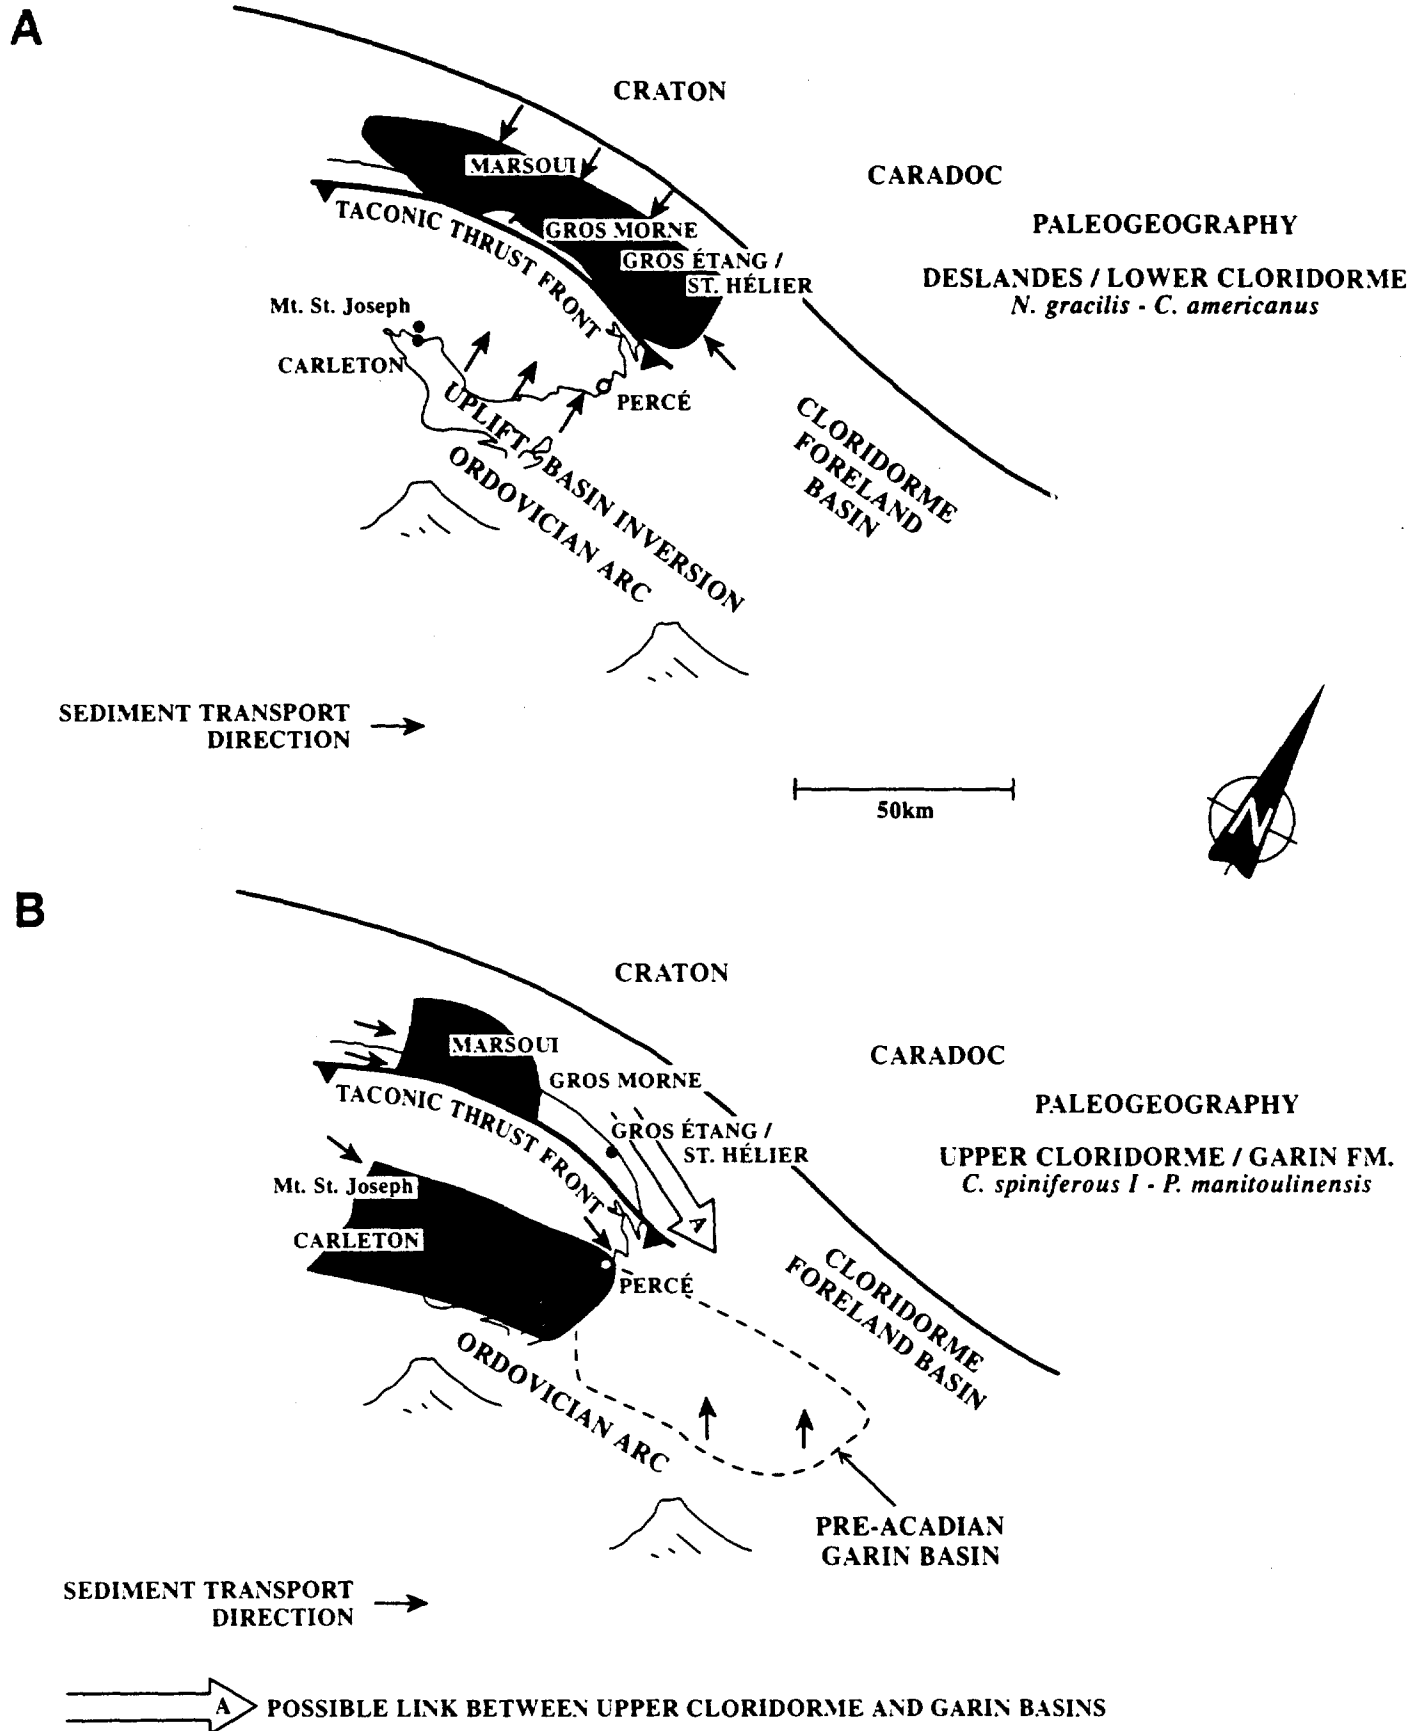 A
CRATON
MARSOUI
CARADOC
TACONIC THRUST FRONT
PALEOGEOGRAPHY
GROS MORNE
GROS ÉTANG /
ST. HÉLIER
DESLANDES / LOWER CLORIDORME
N. gracilis - C. americanus
Mt. St. Joseph
CARLETON
PERCÉ
UPLIFT / BASIN INVERSION
ORDOVICIAN ARC
CLORIDORME
FORELAND
BASIN
SEDIMENT TRANSPORT
DIRECTION
50km
N
B
CRATON
MARSOUI
CARADOC
GROS MORNE
TACONIC THRUST FRONT
PALEOGEOGRAPHY
GROS ÉTANG /
ST. HÉLIER
UPPER CLORIDORME / GARIN FM.
C. spiniferous I - P. manitoulinensis
Mt. St. Joseph
A
CARLETON
PERCÉ
CLORIDORME
FORELAND BASIN
ORDOVICIAN ARC
PRE-ACADIAN
GARIN BASIN
SEDIMENT TRANSPORT
DIRECTION
A POSSIBLE LINK BETWEEN UPPER CLORIDORME AND GARIN BASINS